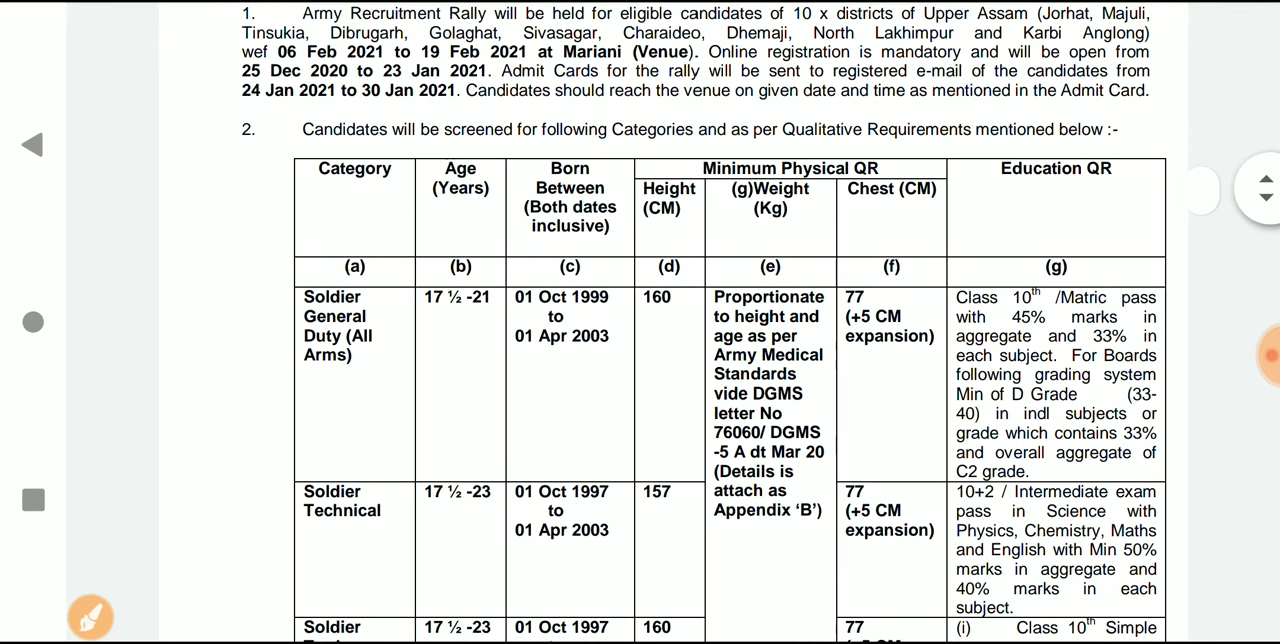 1. Army Recruitment Rally will be held for eligible candidates of 10 x districts of Upper Assam (Jorhat, Majuli,
Tinsukia, Dibrugarh, Golaghat, Sivasagar, Charaideo, Dhemaji, North Lakhimpur and Karbi Anglong)
wef 06 Feb 2021 to 19 Feb 2021 at Mariani (Venue). Online registration is mandatory and will be open from
25 Dec 2020 to 23 Jan 2021. Admit Cards for the rally will be sent to registered e-mail of the candidates from
24 Jan 2021 to 30 Jan 2021. Candidates should reach the venue on given date and time as mentioned in the Admit Card.
2. Candidates will be screened for following Categories and as per Qualitative Requirements mentioned below :-
Category
Age
(Years)
Born
Between
(Both dates
inclusive)
Minimum Physical QR
Height
(CM)
(g)Weight
(Kg)
Chest (CM)
Education QR
(a)
(b)
(c)
(d)
(e)
(f)
(g)
Soldier
General
Duty (All
Arms)
17 ½ -21
01 Oct 1999
to
01 Apr 2003
160
Proportionate
to height and
age as per
Army Medical
Standards
vide DGMS
letter No
76060/ DGMS
-5 A dt Mar 20
(Details is
attach as
Appendix ‘B’)
77
(+5 CM
expansion)
Class 10th /Matric pass
with 45% marks in
aggregate and 33% in
each subject. For Boards
following grading system
Min of D Grade (33-
40) in indl subjects or
grade which contains 33%
and overall aggregate of
C2 grade.
Soldier
Technical
17 ½ -23
01 Oct 1997
to
01 Apr 2003
157
77
(+5 CM
expansion)
10+2 / Intermediate exam
pass in Science with
Physics, Chemistry, Maths
and English with Min 50%
marks in aggregate and
40% marks in each
subject.
Soldier
17 ½ -23
01 Oct 1997
160
77
(i) Class 10th Simple